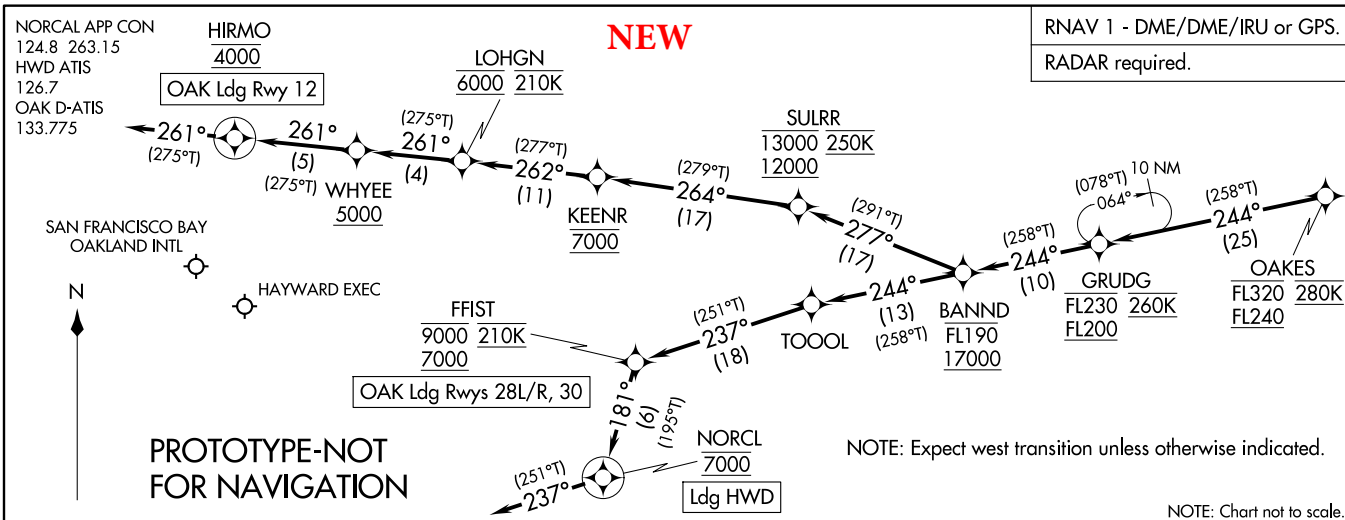 NORCAL APP CON
124.8 263.15
HWD ATIS
126.7
OAK D-ATIS
133.775
HIRMO
4000
OAK Ldg Rwy 12
NEW
RNAV 1 - DME/DME/IRU or GPS.
RADAR required.
LOHGN
6000 210K
SULRR
13000 250K
12000
261°
(275°T)
261°
(5)
(275°T)
WHYEE
5000
(275°T)
261°
(4)
(277°T)
262°
(11)
KEENR
7000
(279°T)
264°
(17)
(291°T)
277°
(17)
(078°T) 10 NM
064°
(258°T)
244°
(25)
OAKES
FL320 280K
FL240
(258°T)
244°
(10)
GRUDG
FL230 260K
FL200
BANND
FL190
17000
244°
(13)
(258°T)
TOOOL
(251°T)
237°
(18)
SAN FRANCISCO BAY
OAKLAND INTL
HAYWARD EXEC
N
FFIST
9000 210K
7000
OAK Ldg Rwys 28L/R, 30
181°
(6)
(195°T)
NORCL
7000
Ldg HWD
(251°T)
237°
PROTOTYPE-NOT
FOR NAVIGATION
NOTE: Expect west transition unless otherwise indicated.
NOTE: Chart not to scale.